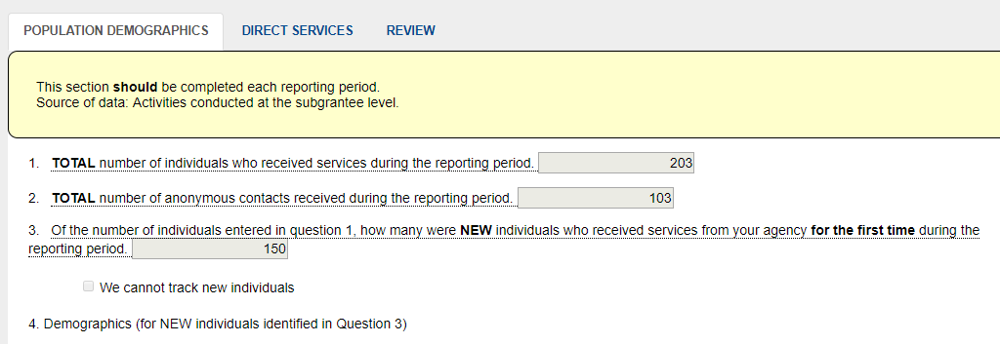 POPULATION DEMOGRAPHICS DIRECT SERVICES REVIEW
This section should be completed each reporting period.
Source of data: Activities conducted at the subgrantee level.
1. TOTAL number of individuals who received services during the reporting period. 203
2. TOTAL number of anonymous contacts received during the reporting period. 103
3. Of the number of individuals entered in question 1, how many were NEW individuals who received services from your agency for the first time during the
reporting period. 150
We cannot track new individuals
4. Demographics (for NEW individuals identified in Question 3)